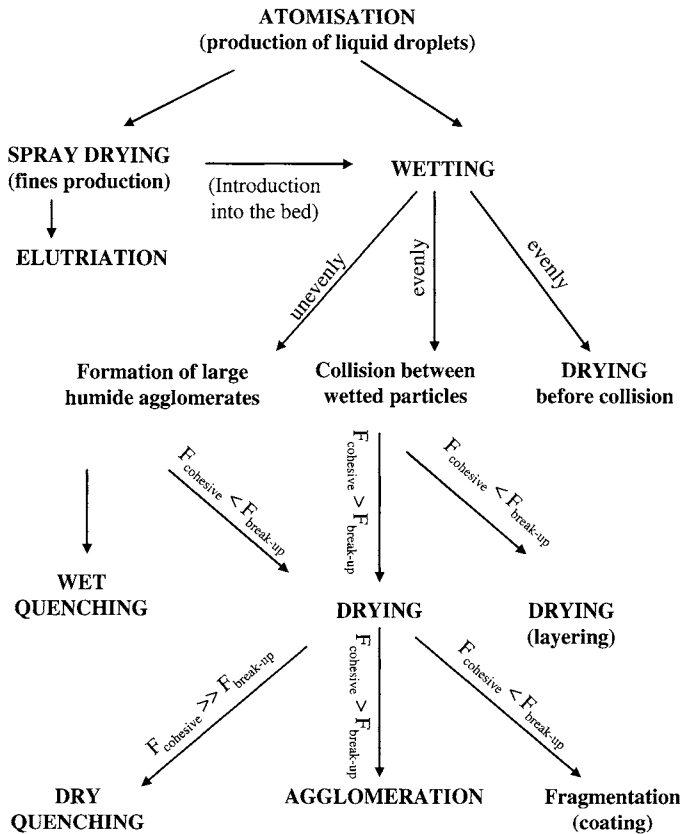 ATOMISATION
(production of liquid droplets)
SPRAY DRYING
(fines production)
(Introduction
into the bed)
WETTING
ELUTRIATION
unevenly
evenly
evenly
Formation of large
humide agglomerates
Collision between
wetted particles
DRYING
before collision
F cohesive < F break-up
F cohesive > F break-up
F cohesive < F break-up
WET
QUENCHING
DRYING
DRYING
(layering)
F cohesive >> F break-up
F cohesive > F break-up
F cohesive < F break-up
DRY
QUENCHING
AGGLOMERATION
Fragmentation
(coating)